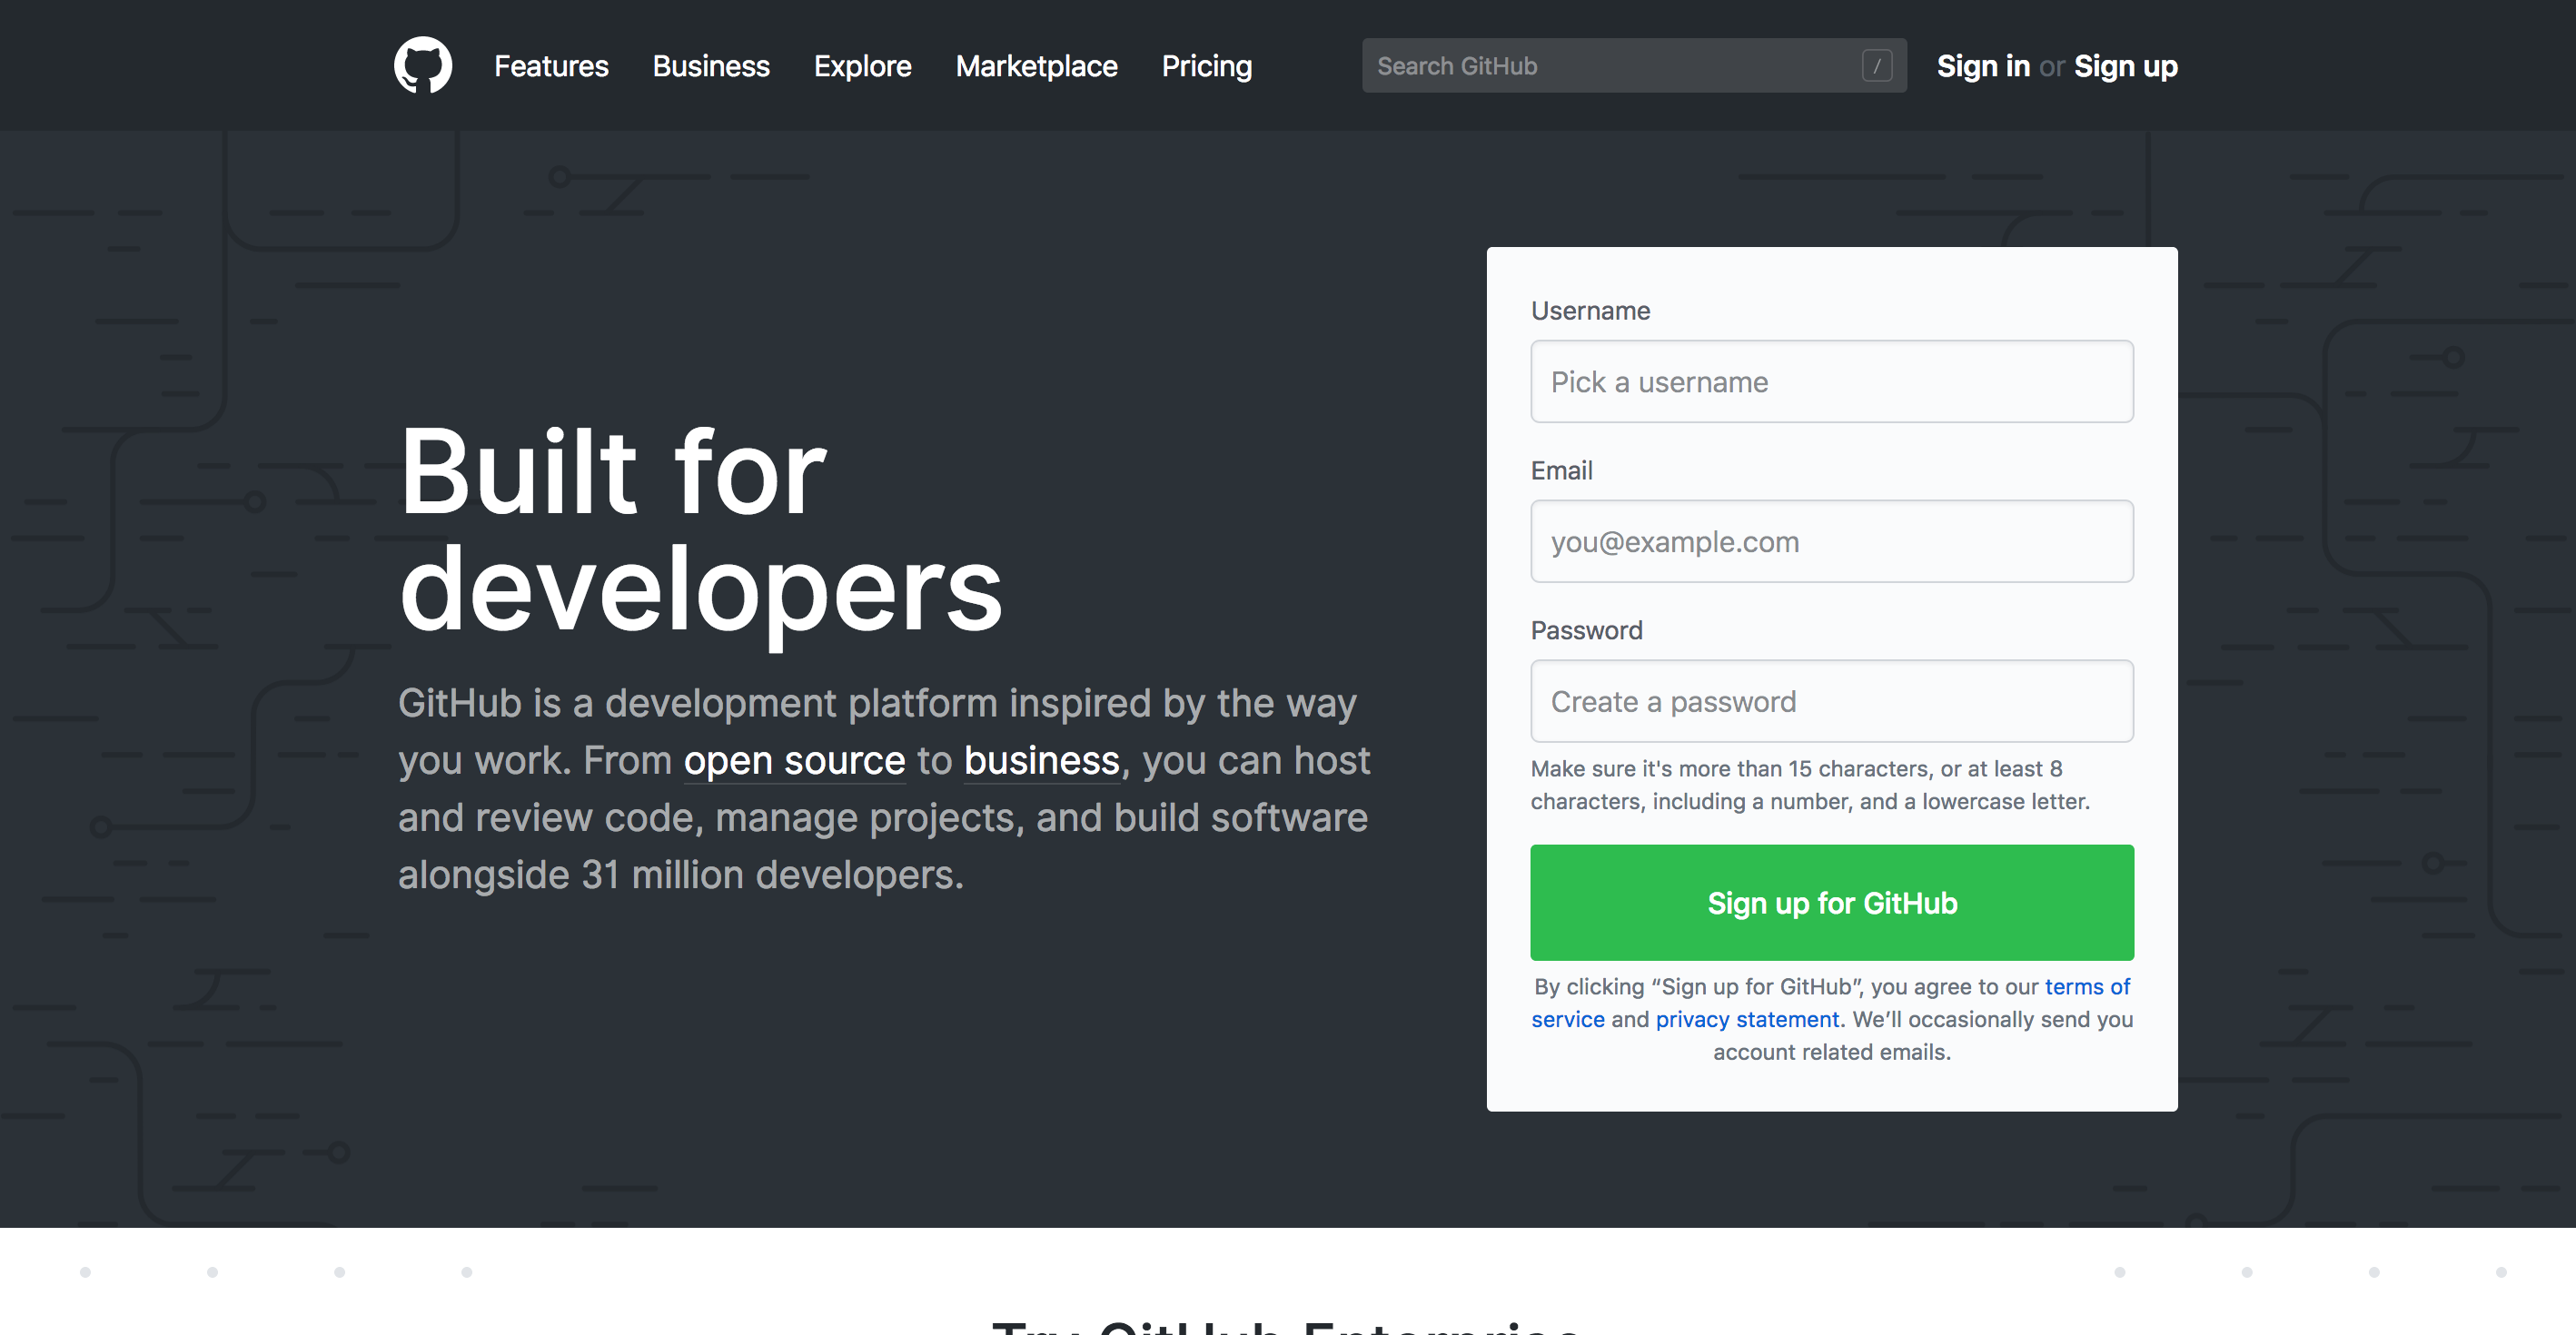 Features Business Explore Marketplace Pricing Search GitHub / Sign in or Sign up
Built for
developers
GitHub is a development platform inspired by the way
you work. From open source to business, you can host
and review code, manage projects, and build software
alongside 31 million developers.
Username
Pick a username
Email
you@example.com
Password
Create a password
Make sure it's more than 15 characters, or at least 8
characters, including a number, and a lowercase letter.
Sign up for GitHub
By clicking “Sign up for GitHub”, you agree to our terms of
service and privacy statement. We’ll occasionally send you
account related emails.
Try GitHub Enterprise